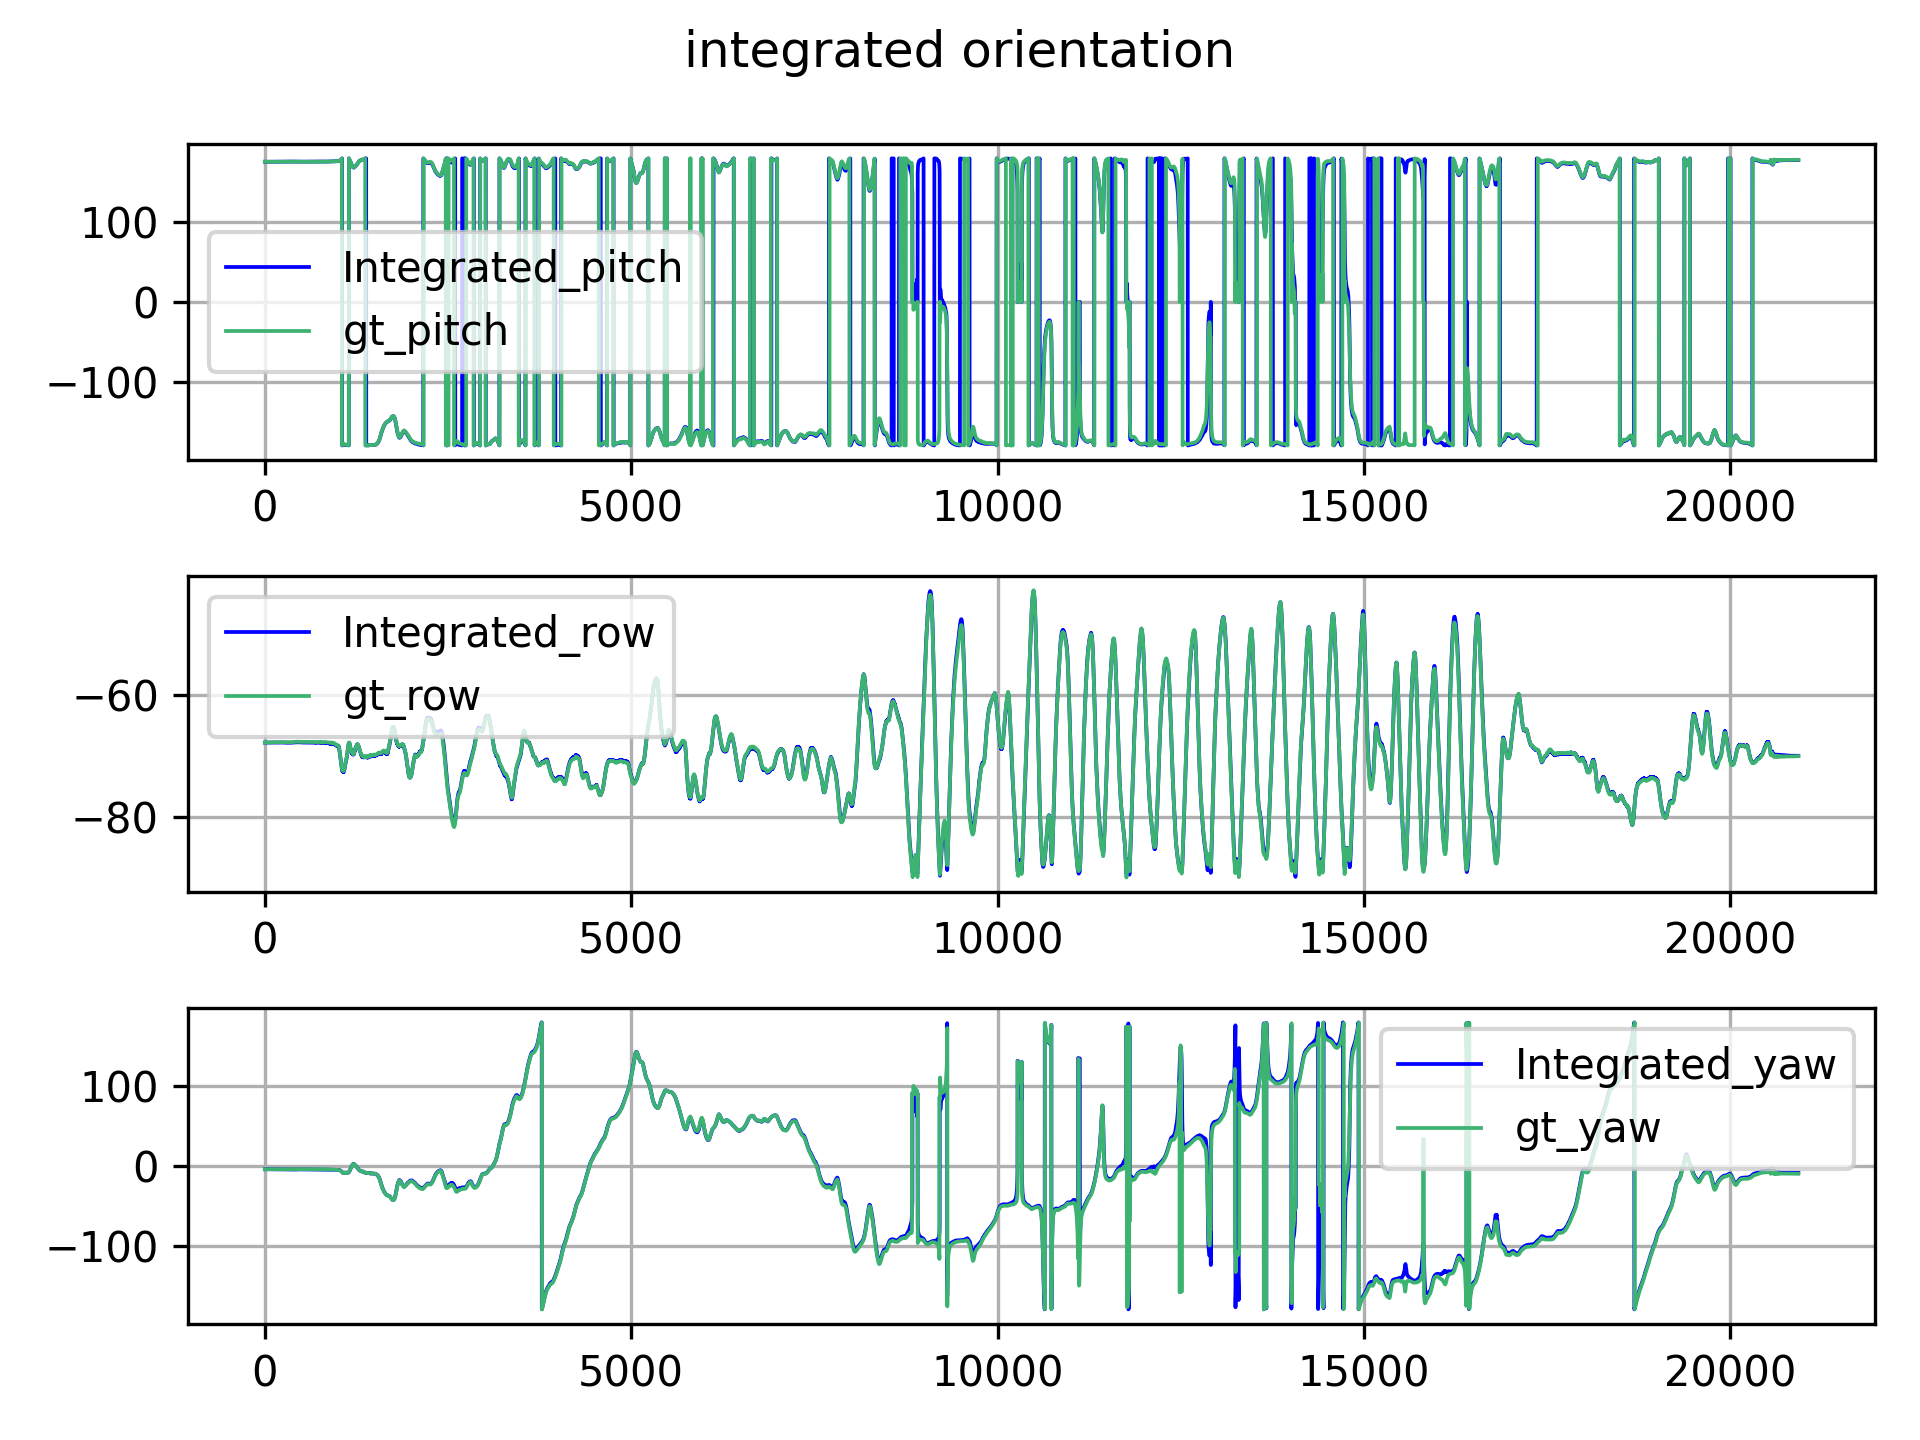 integrated orientation
100
0
−100
Integrated_pitch
gt_pitch
0 5000 10000 15000 20000
−60
−80
Integrated_row
gt_row
0 5000 10000 15000 20000
100
0
−100
Integrated_yaw
gt_yaw
0 5000 10000 15000 20000